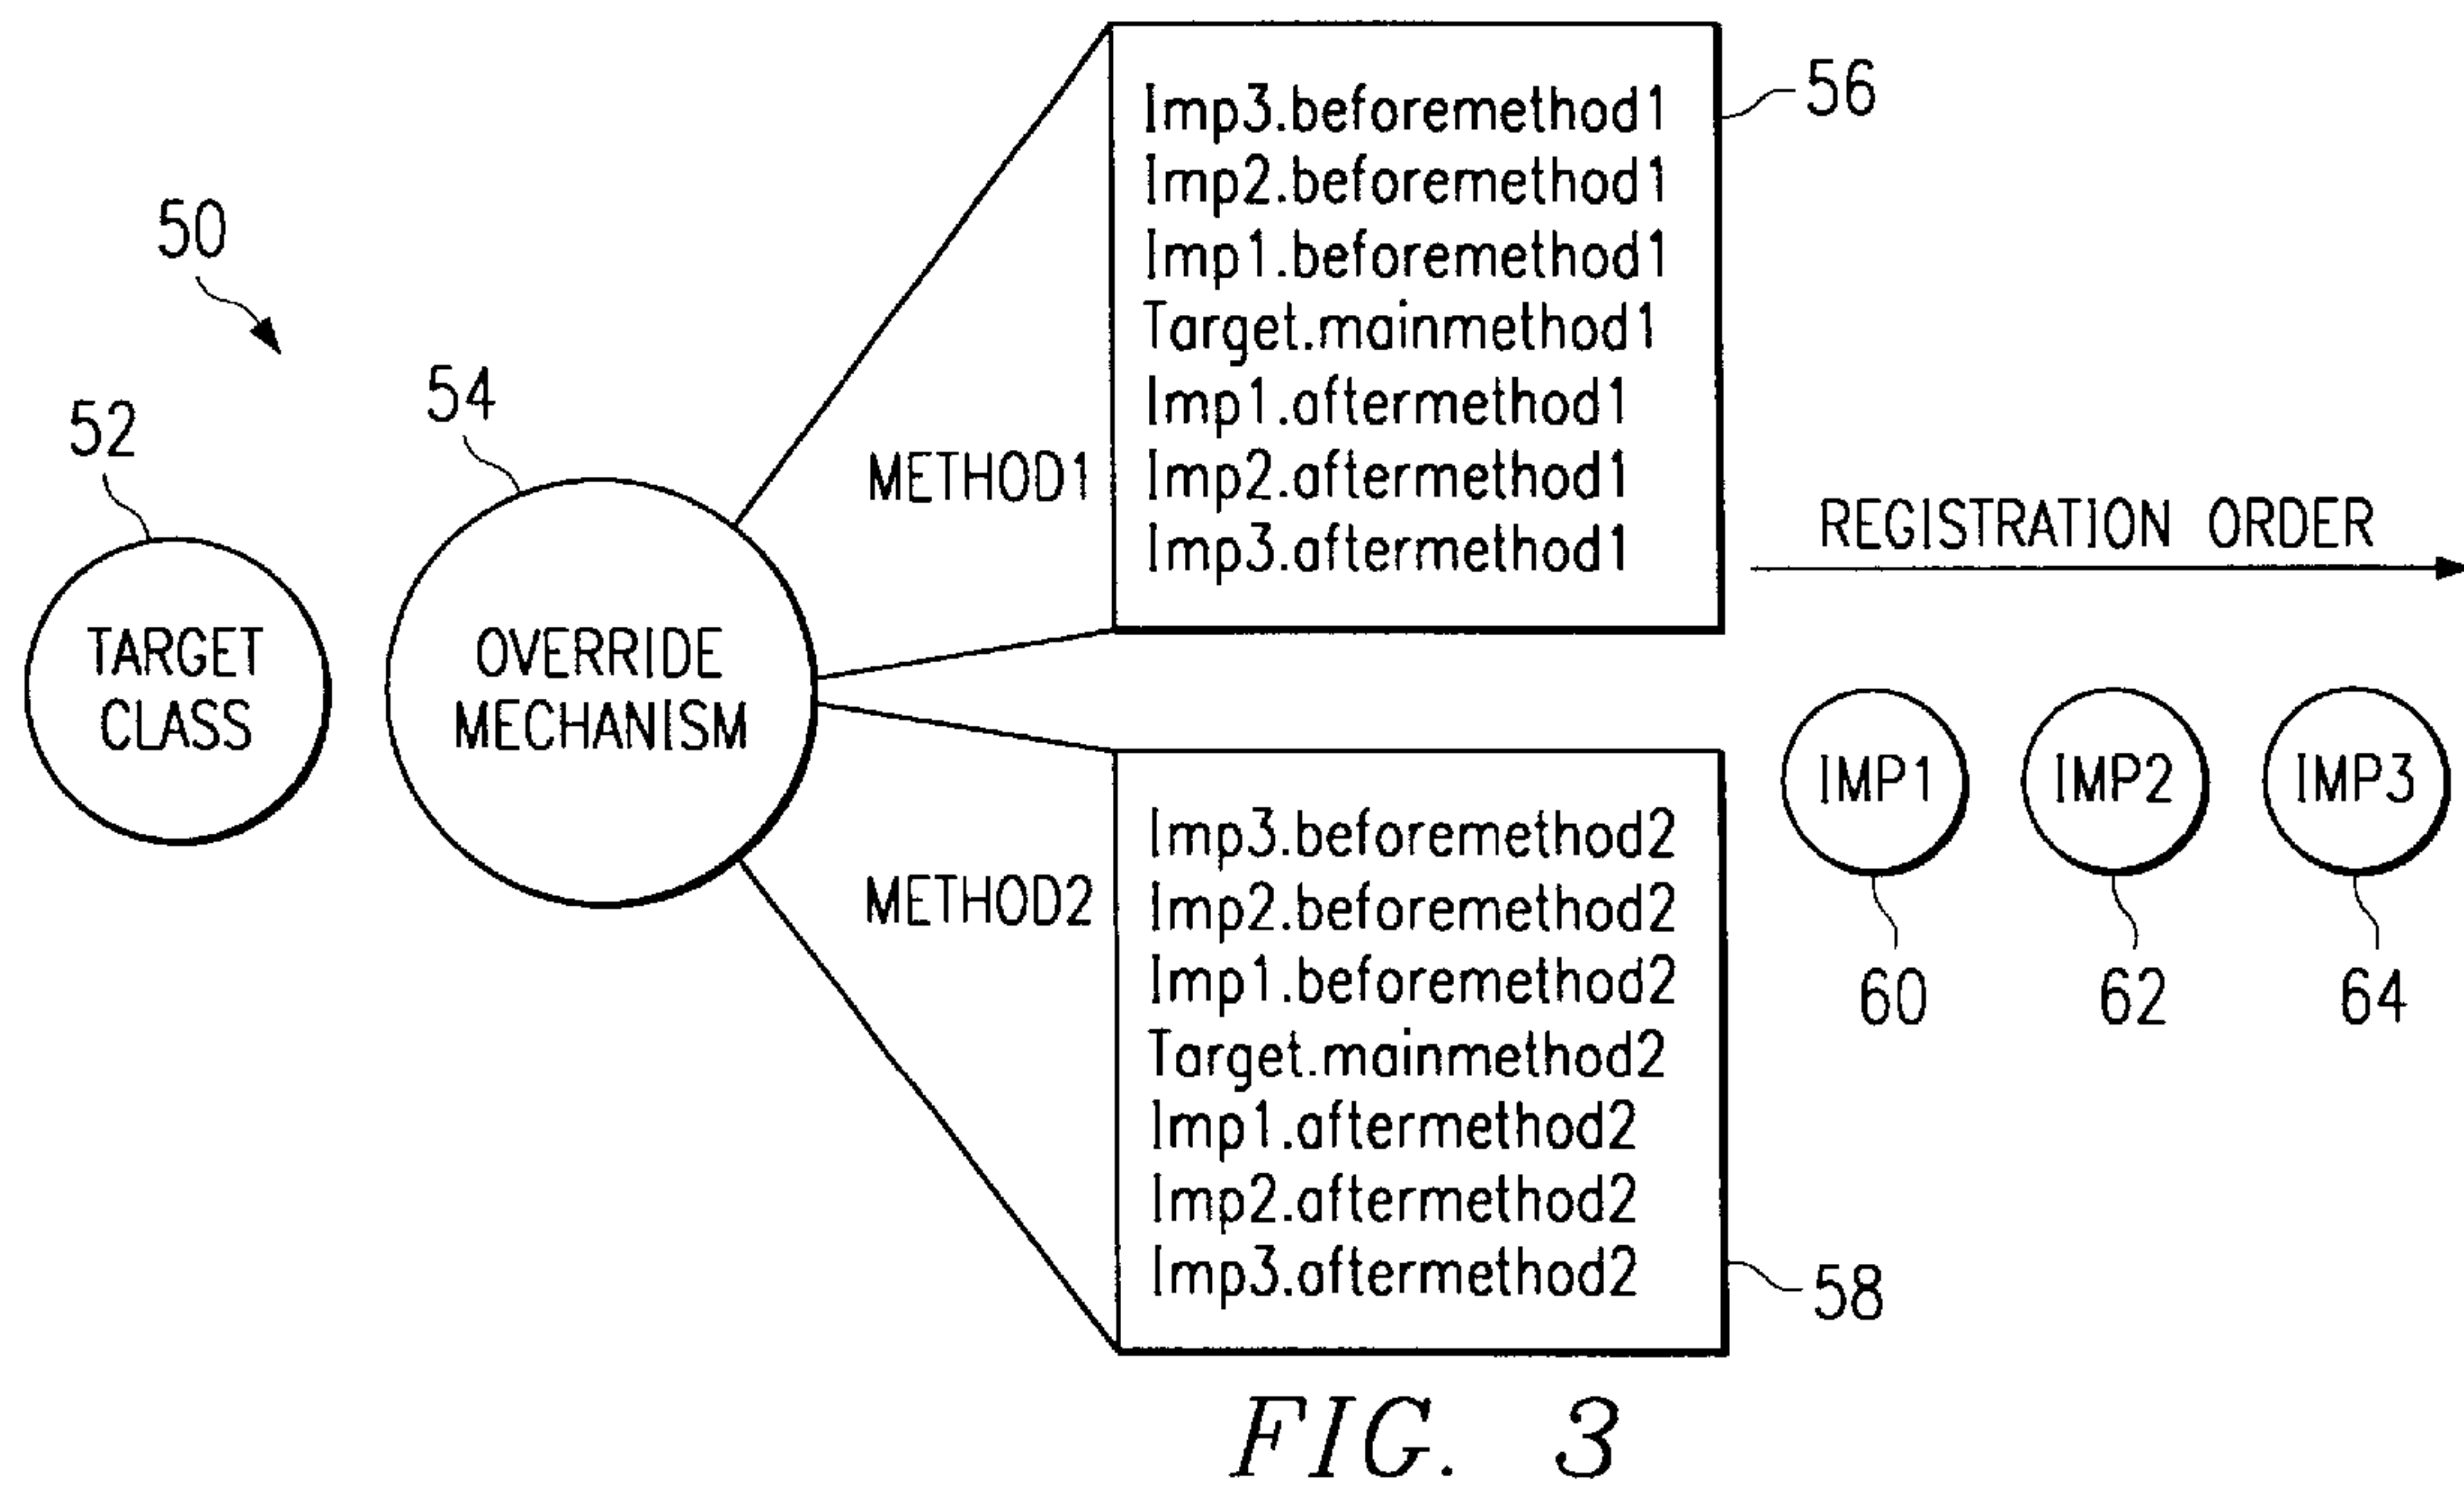 50
52
54
TARGET
CLASS
OVERRIDE
MECHANISM
METHOD1
Imp3.beforemethod1
Imp2.beforemethod1
Imp1.beforemethod1
Target.mainmethod1
Imp1.aftermethod1
Imp2.aftermethod1
Imp3.aftermethod1
56
METHOD2
Imp3.beforemethod2
Imp2.beforemethod2
Imp1.beforemethod2
Target.mainmethod2
Imp1.aftermethod2
Imp2.aftermethod2
Imp3.aftermethod2
58
REGISTRATION ORDER
IMP1
IMP2
IMP3
60
62
64
FIG. 3